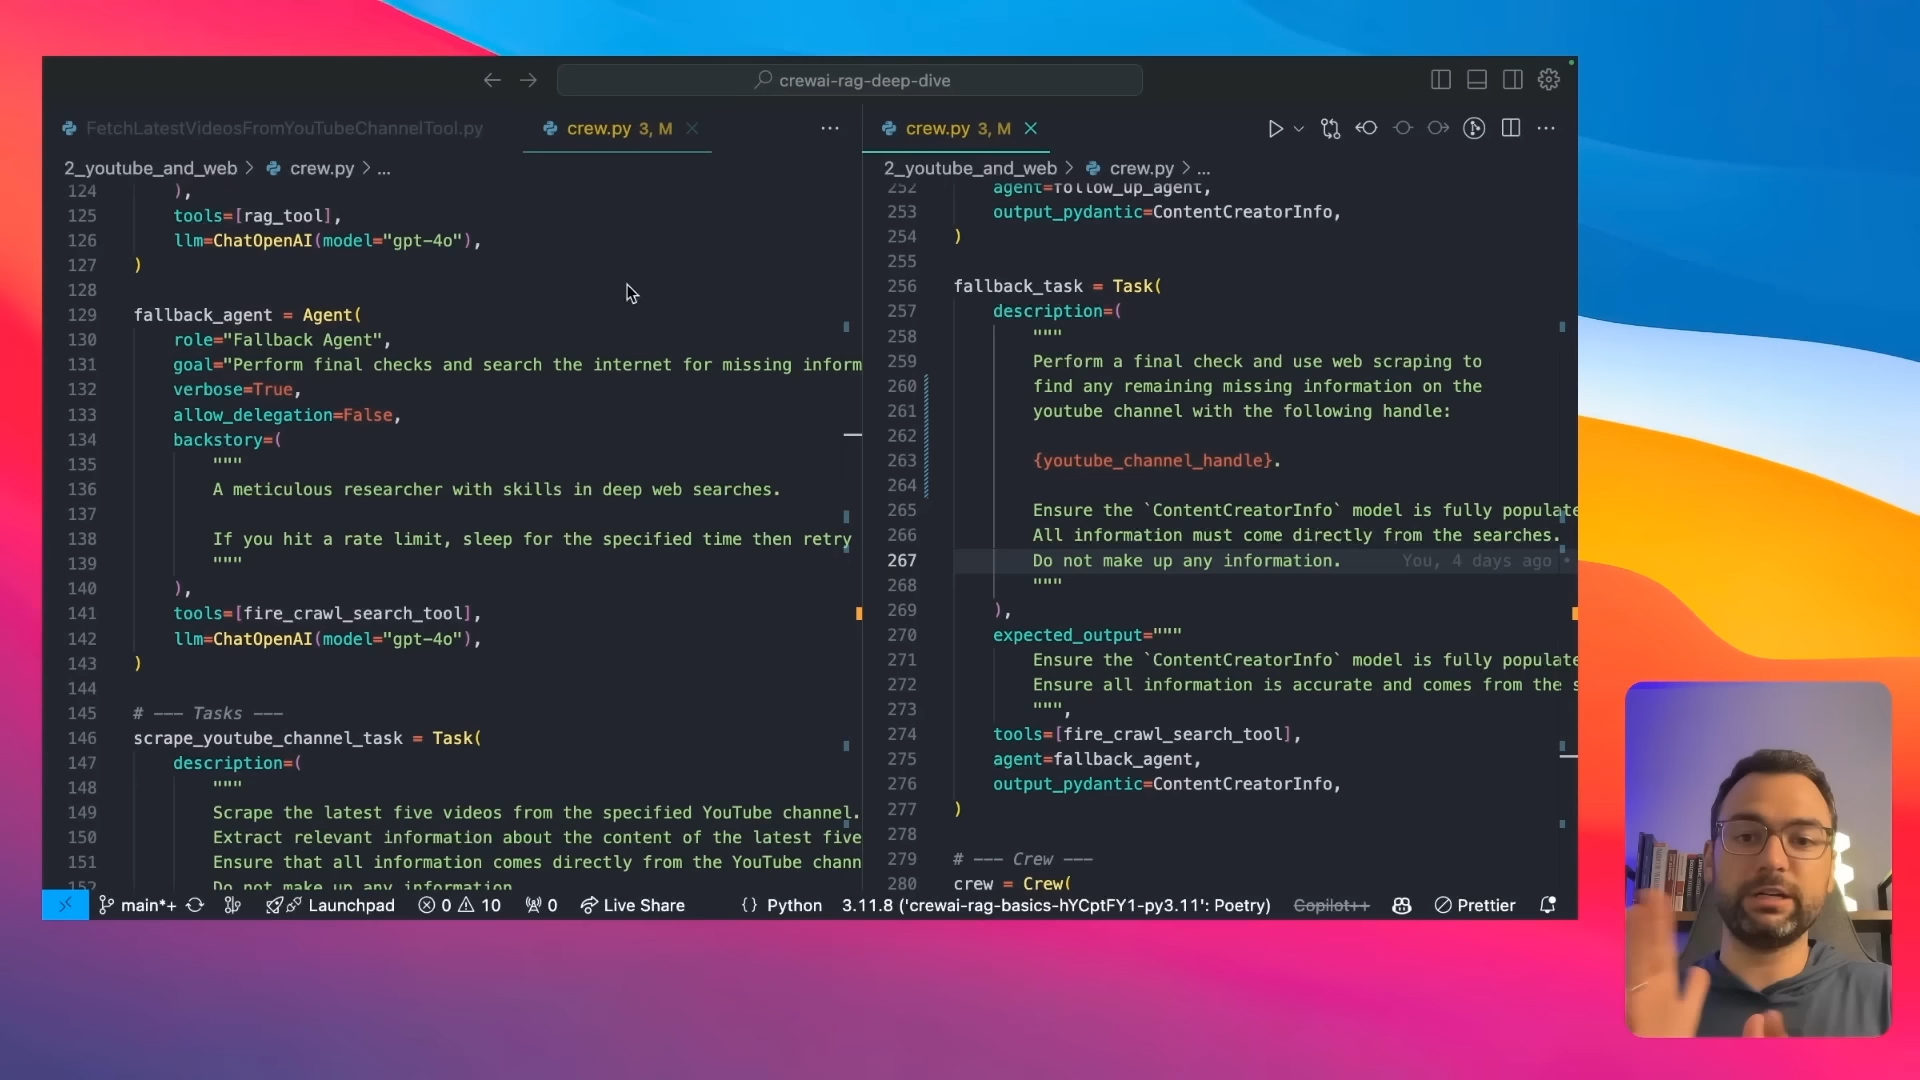 crewai-rag-deep-dive
FetchLatestVideosFromYouTubeChannelTool.py
crew.py 3, M
2_youtube_and_web > crew.py > ...
124 ),
125 tools=[rag_tool],
126 llm=ChatOpenAI(model="gpt-4o"),
127 )
128
129 fallback_agent = Agent(
130 role="Fallback Agent",
131 goal="Perform final checks and search the internet for missing inform
132 verbose=True,
133 allow_delegation=False,
134 backstory=(
135 """
136 A meticulous researcher with skills in deep web searches.
137
138 If you hit a rate limit, sleep for the specified time then retry
139 """
140 ),
141 tools=[fire_crawl_search_tool],
142 llm=ChatOpenAI(model="gpt-4o"),
143 )
144
145 # --- Tasks ---
146 scrape_youtube_channel_task = Task(
147 description=(
148 """
149 Scrape the latest five videos from the specified YouTube channel.
150 Extract relevant information about the content of the latest five
151 Ensure that all information comes directly from the YouTube chann
152 Do not make up any information
crew.py 3, M
2_youtube_and_web > crew.py > ...
252 agent=follow_up_agent,
253 output_pydantic=ContentCreatorInfo,
254 )
255
256 fallback_task = Task(
257 description=(
258 """
259 Perform a final check and use web scraping to
260 find any remaining missing information on the
261 youtube channel with the following handle:
262
263 {youtube_channel_handle}.
264
265 Ensure the `ContentCreatorInfo` model is fully populate
266 All information must come directly from the searches.
267 Do not make up any information. You, 4 days ago •
268 """
269 ),
270 expected_output="""
271 Ensure the `ContentCreatorInfo` model is fully populate
272 Ensure all information is accurate and comes from the s
273 """,
274 tools=[fire_crawl_search_tool],
275 agent=fallback_agent,
276 output_pydantic=ContentCreatorInfo,
277 )
278
279 # --- Crew ---
280 crew = Crew(
main*+ Launchpad 0 10 0 Live Share {} Python 3.11.8 ('crewai-rag-basics-hYCptFY1-py3.11': Poetry) Copilot++ Prettier